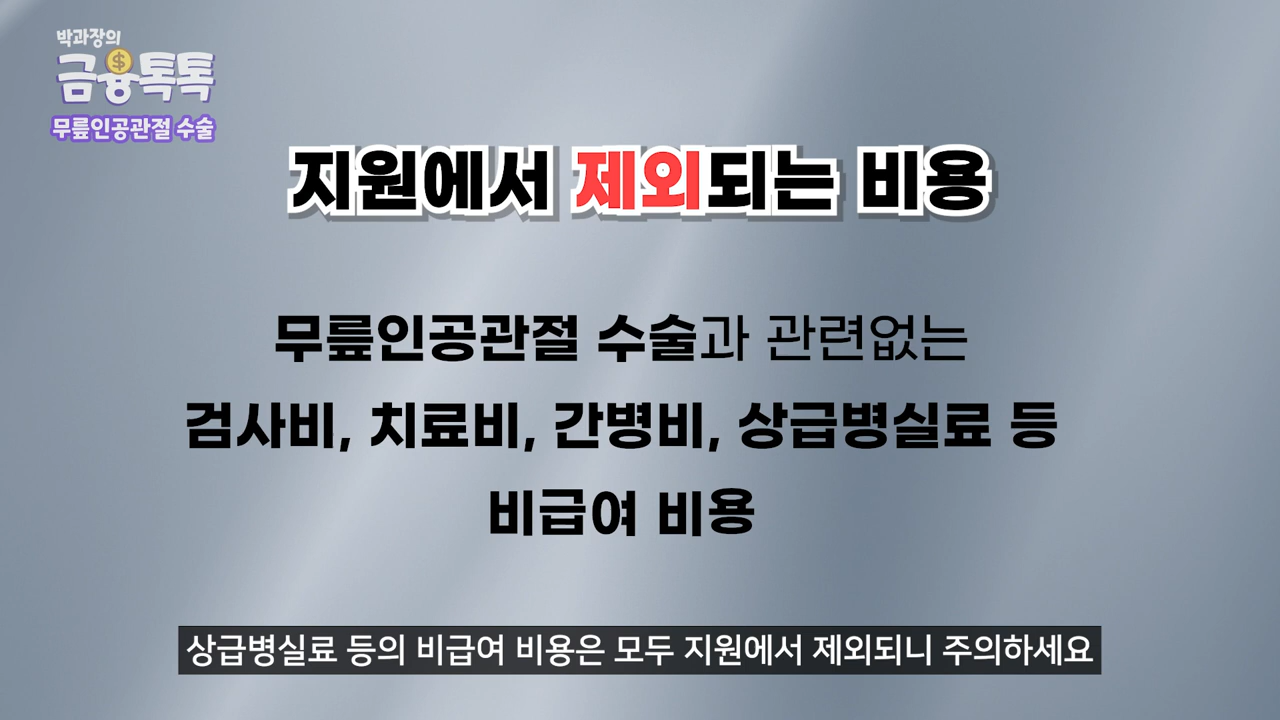 박과장의
금융톡톡
무릎인공관절 수술
지원에서 제외되는 비용
무릎인공관절 수술과 관련없는
검사비, 치료비, 간병비, 상급병실료 등
비급여 비용
상급병실료 등의 비급여 비용은 모두 지원에서 제외되니 주의하세요